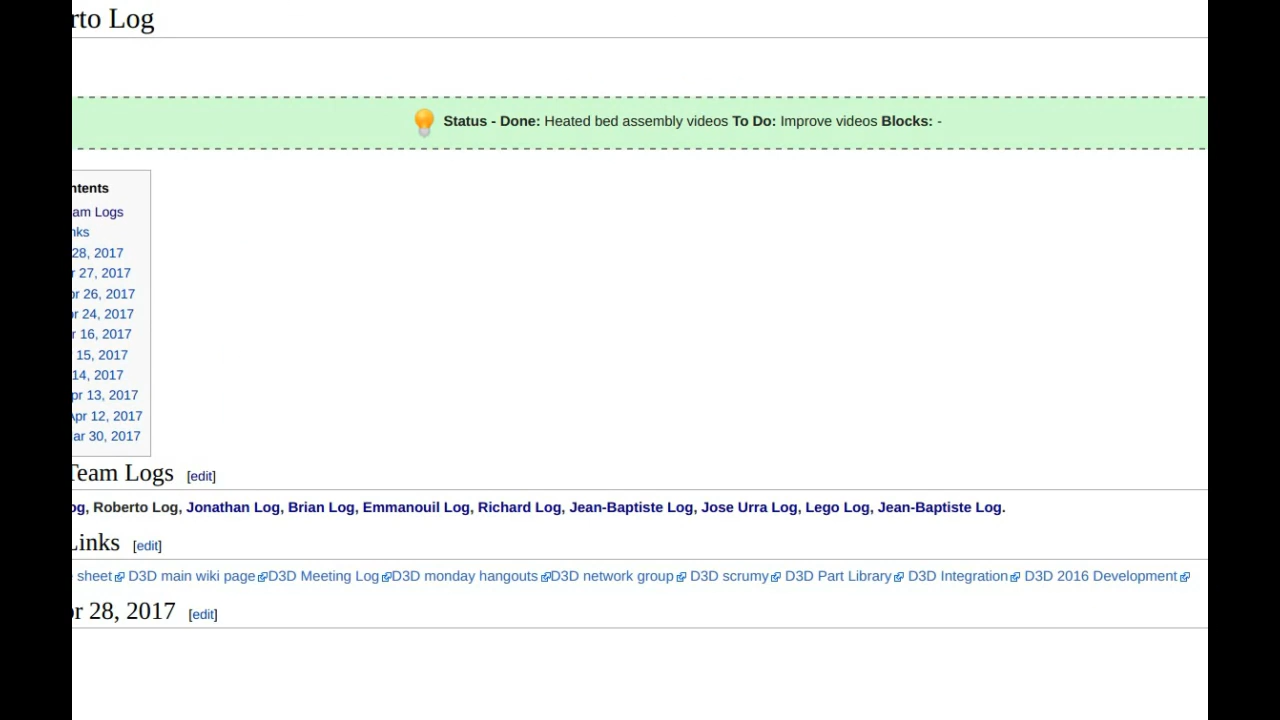 rto Log
Status - Done: Heated bed assembly videos To Do: Improve videos Blocks: -
ntents
am Logs
nks
28, 2017
r 27, 2017
pr 26, 2017
pr 24, 2017
r 16, 2017
15, 2017
14, 2017
pr 13, 2017
Apr 12, 2017
ar 30, 2017
Team Logs [edit]
og, Roberto Log, Jonathan Log, Brian Log, Emmanouil Log, Richard Log, Jean-Baptiste Log, Jose Urra Log, Lego Log, Jean-Baptiste Log.
Links [edit]
sheet D3D main wiki page D3D Meeting Log D3D monday hangouts D3D network group D3D scrumy D3D Part Library D3D Integration D3D 2016 Development
pr 28, 2017 [edit]